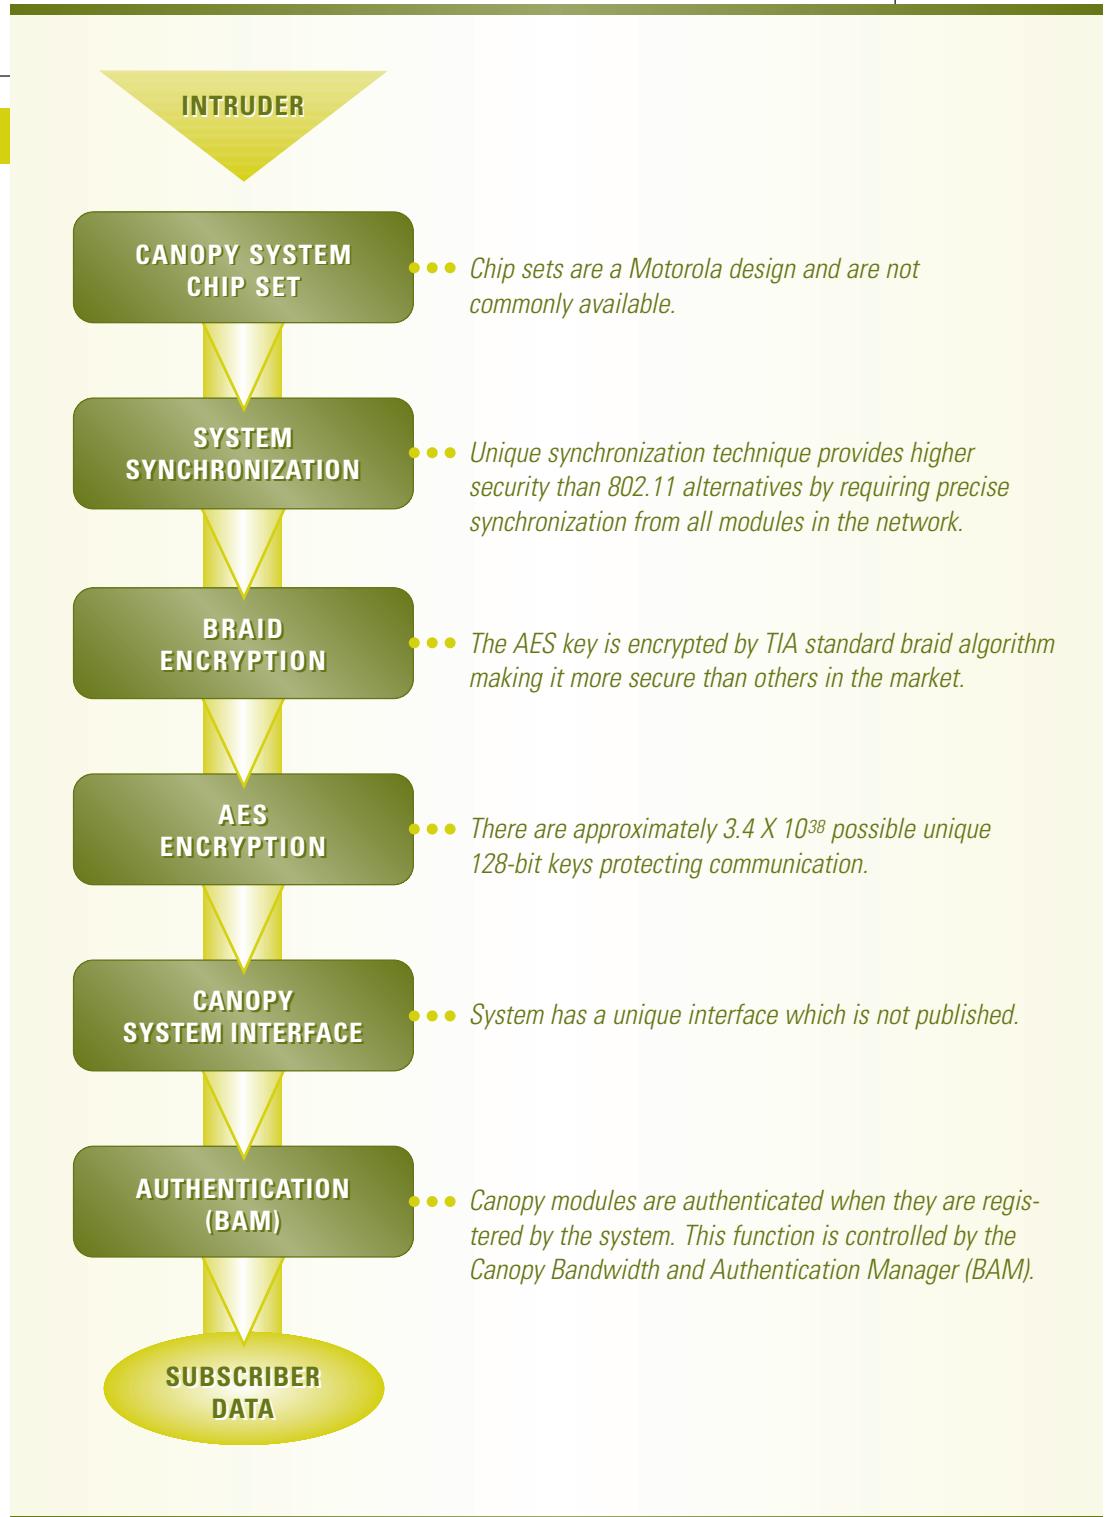 INTRUDER
CANOPY SYSTEM
CHIP SET
Chip sets are a Motorola design and are not
commonly available.
SYSTEM
SYNCHRONIZATION
Unique synchronization technique provides higher
security than 802.11 alternatives by requiring precise
synchronization from all modules in the network.
BRAID
ENCRYPTION
The AES key is encrypted by TIA standard braid algorithm
making it more secure than others in the market.
AES
ENCRYPTION
There are approximately 3.4 X 10³⁸ possible unique
128-bit keys protecting communication.
CANOPY
SYSTEM INTERFACE
System has a unique interface which is not published.
AUTHENTICATION
(BAM)
Canopy modules are authenticated when they are regis-
tered by the system. This function is controlled by the
Canopy Bandwidth and Authentication Manager (BAM).
SUBSCRIBER
DATA